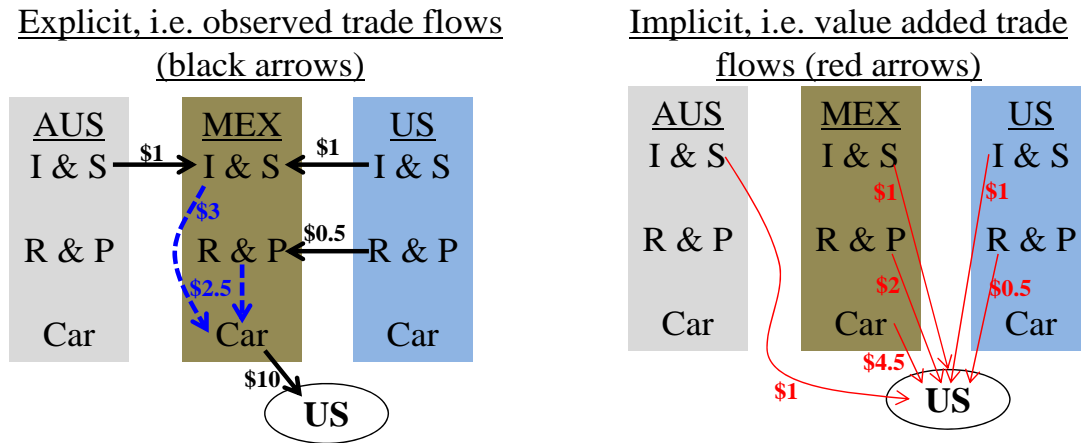 Explicit, i.e. observed trade flows
(black arrows)
AUS
MEX
US
I & S
$1
I & S
$1
I & S
$3
R & P
R & P
$0.5
R & P
$2.5
Car
Car
Car
$10
US
Implicit, i.e. value added trade
flows (red arrows)
AUS
MEX
US
I & S
I & S
I & S
$1
$1
R & P
R & P
R & P
$2
$0.5
Car
Car
Car
$4.5
$1
US